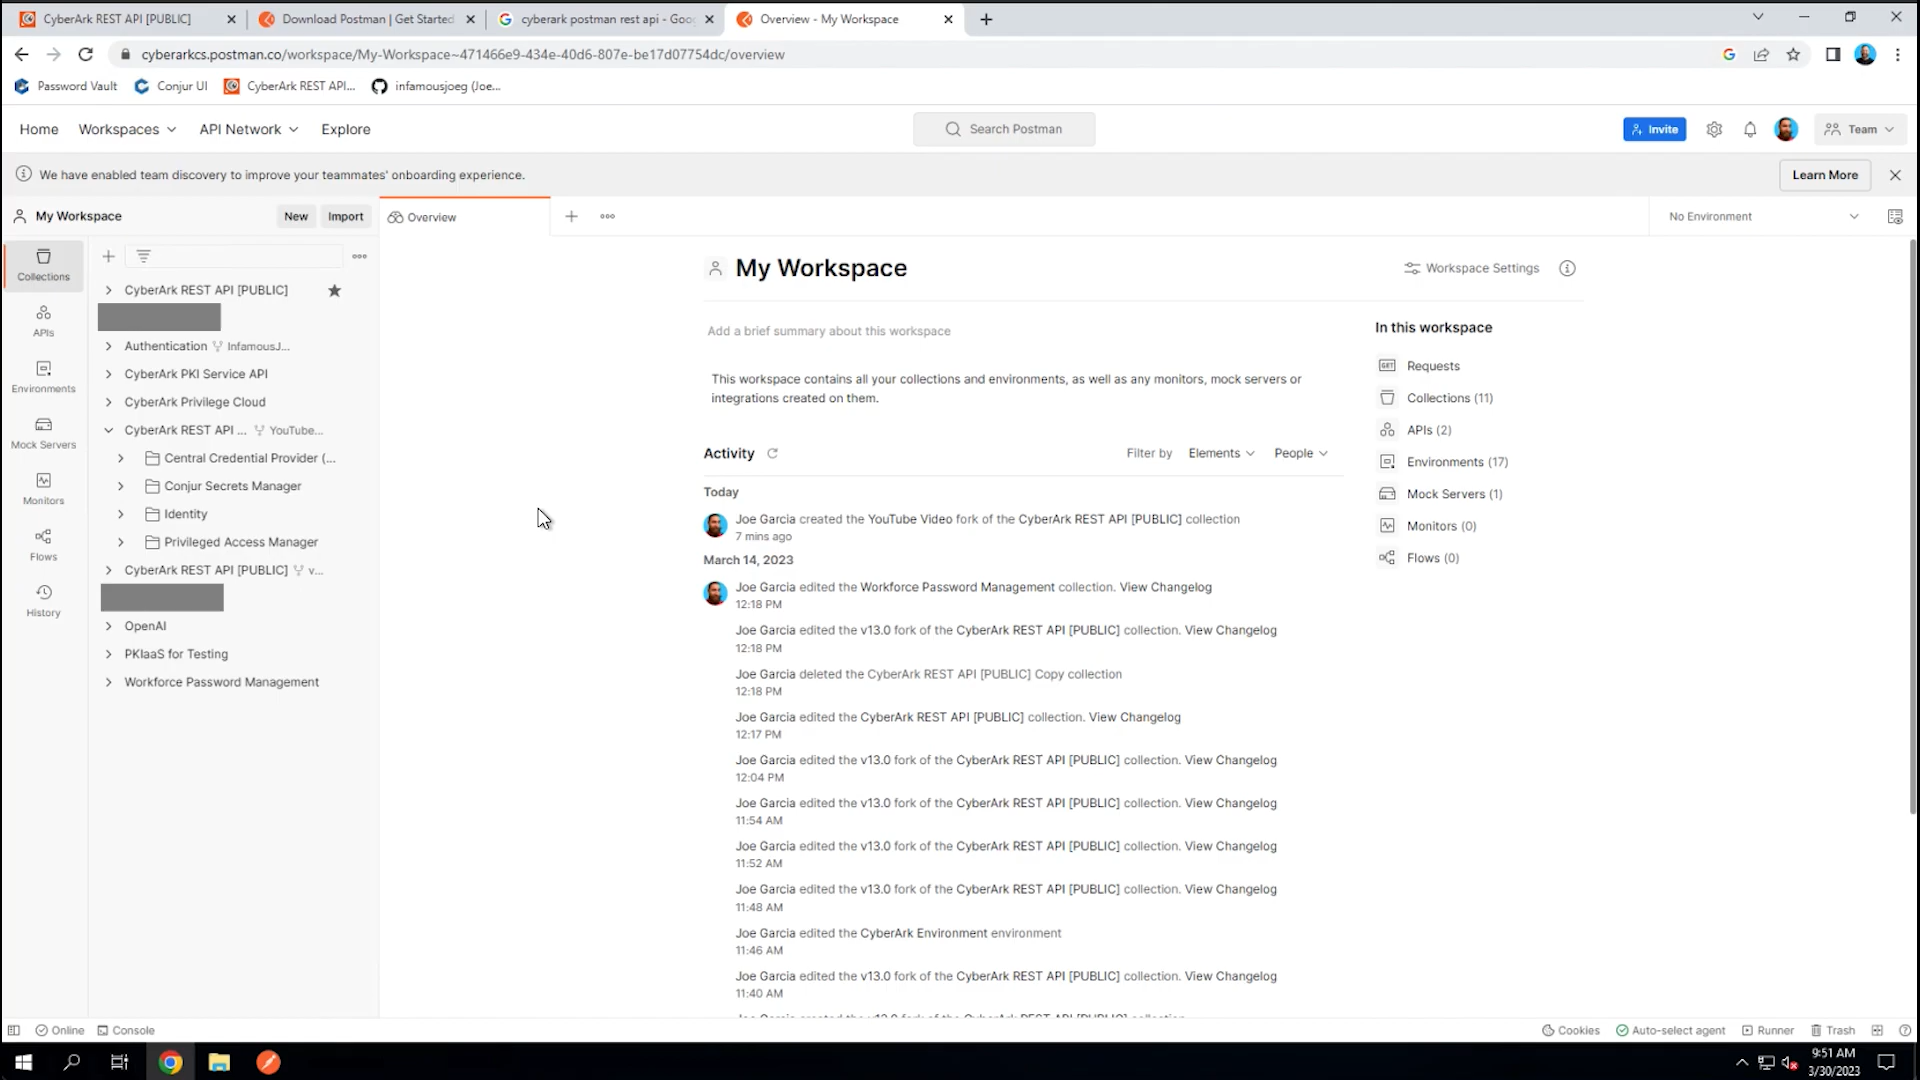 CyberArk REST API [PUBLIC]
Download Postman | Get Started
cyberark postman rest api - Goo
Overview - My Workspace
cyberarkcs.postman.co/workspace/My-Workspace~471466e9-434e-40d6-807e-be17d07754dc/overview
Password Vault
Conjur UI
CyberArk REST API...
infamousjoeg (Joe...
Home
Workspaces
API Network
Explore
Search Postman
Invite
Team
We have enabled team discovery to improve your teammates' onboarding experience.
Learn More
My Workspace
New
Import
Overview
No Environment
Collections
APIs
Environments
Mock Servers
Monitors
Flows
History
CyberArk REST API [PUBLIC]
Authentication InfamousJ...
CyberArk PKI Service API
CyberArk Privilege Cloud
CyberArk REST API ... YouTube...
Central Credential Provider (...
Conjur Secrets Manager
Identity
Privileged Access Manager
CyberArk REST API [PUBLIC] v...
OpenAI
PKIaaS for Testing
Workforce Password Management
My Workspace
Workspace Settings
Add a brief summary about this workspace
This workspace contains all your collections and environments, as well as any monitors, mock servers or
integrations created on them.
Activity
Filter by Elements People
Today
Joe Garcia created the YouTube Video fork of the CyberArk REST API [PUBLIC] collection
7 mins ago
March 14, 2023
Joe Garcia edited the Workforce Password Management collection. View Changelog
12:18 PM
Joe Garcia edited the v13.0 fork of the CyberArk REST API [PUBLIC] collection. View Changelog
12:18 PM
Joe Garcia deleted the CyberArk REST API [PUBLIC] Copy collection
12:18 PM
Joe Garcia edited the CyberArk REST API [PUBLIC] collection. View Changelog
12:17 PM
Joe Garcia edited the v13.0 fork of the CyberArk REST API [PUBLIC] collection. View Changelog
12:04 PM
Joe Garcia edited the v13.0 fork of the CyberArk REST API [PUBLIC] collection. View Changelog
11:54 AM
Joe Garcia edited the v13.0 fork of the CyberArk REST API [PUBLIC] collection. View Changelog
11:52 AM
Joe Garcia edited the v13.0 fork of the CyberArk REST API [PUBLIC] collection. View Changelog
11:48 AM
Joe Garcia edited the CyberArk Environment environment
11:46 AM
Joe Garcia edited the v13.0 fork of the CyberArk REST API [PUBLIC] collection. View Changelog
11:40 AM
In this workspace
GET Requests
Collections (11)
APIs (2)
Environments (17)
Mock Servers (1)
Monitors (0)
Flows (0)
Online
Console
Cookies
Auto-select agent
Runner
Trash
9:51 AM
3/30/2023